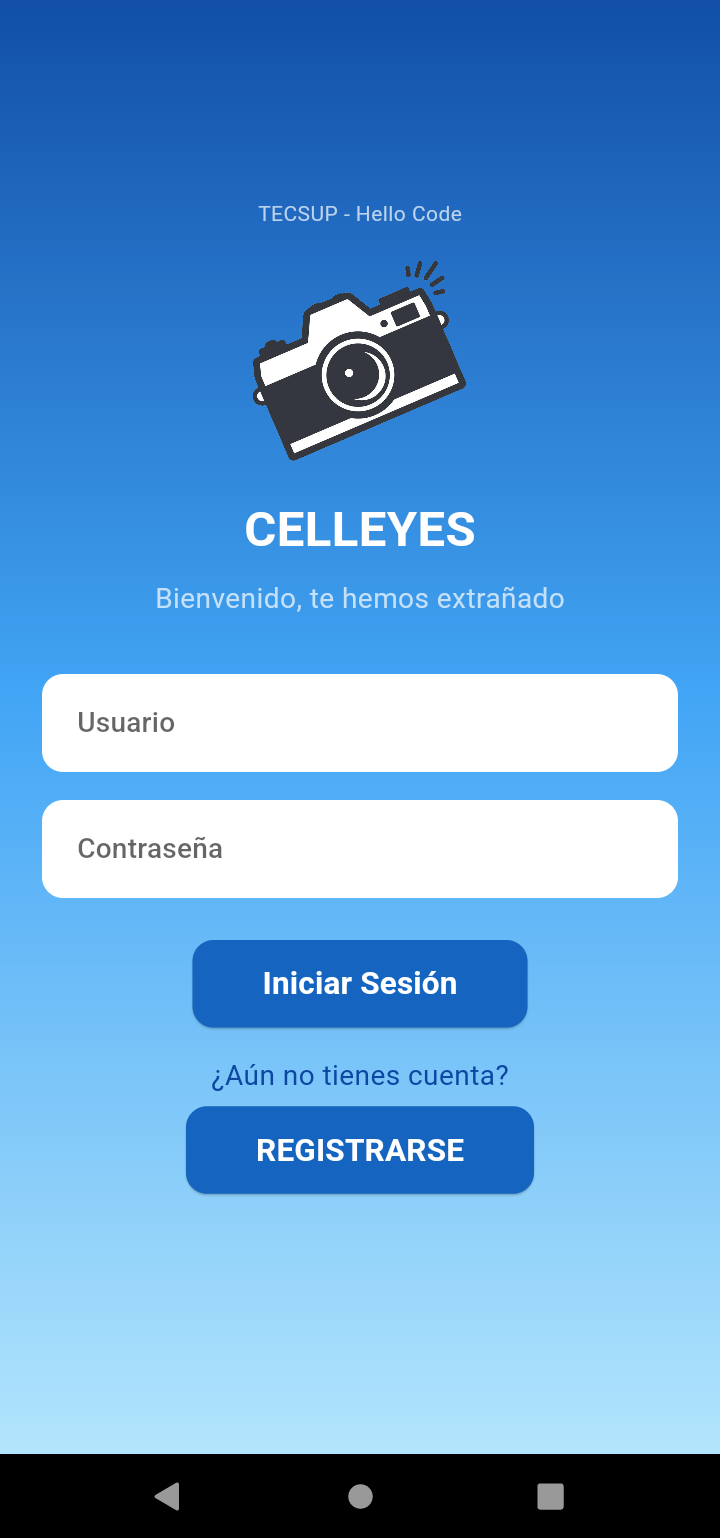 TECSUP - Hello Code
CELLEYES
Bienvenido, te hemos extrañado
Usuario
Contraseña
Iniciar Sesión
¿Aún no tienes cuenta?
REGISTRARSE